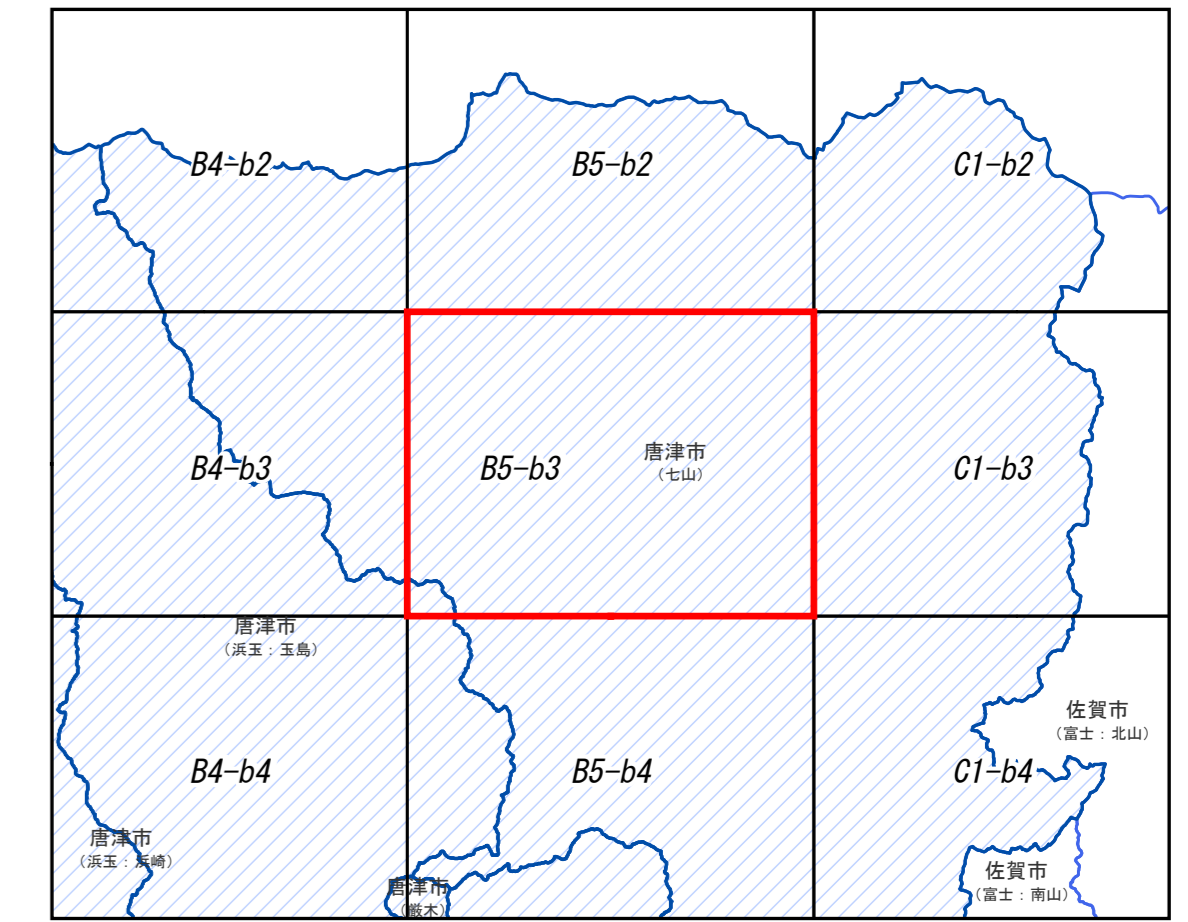 B4-b2
B5-b2
C1-b2
B4-b3
B5-b3
唐津市
（七山）
C1-b3
唐津市
（浜玉：玉島）
佐賀市
（富士：北山）
B4-b4
B5-b4
C1-b4
唐津市
（浜玉：浜崎）
唐津市
（厳木）
佐賀市
（富士：南山）